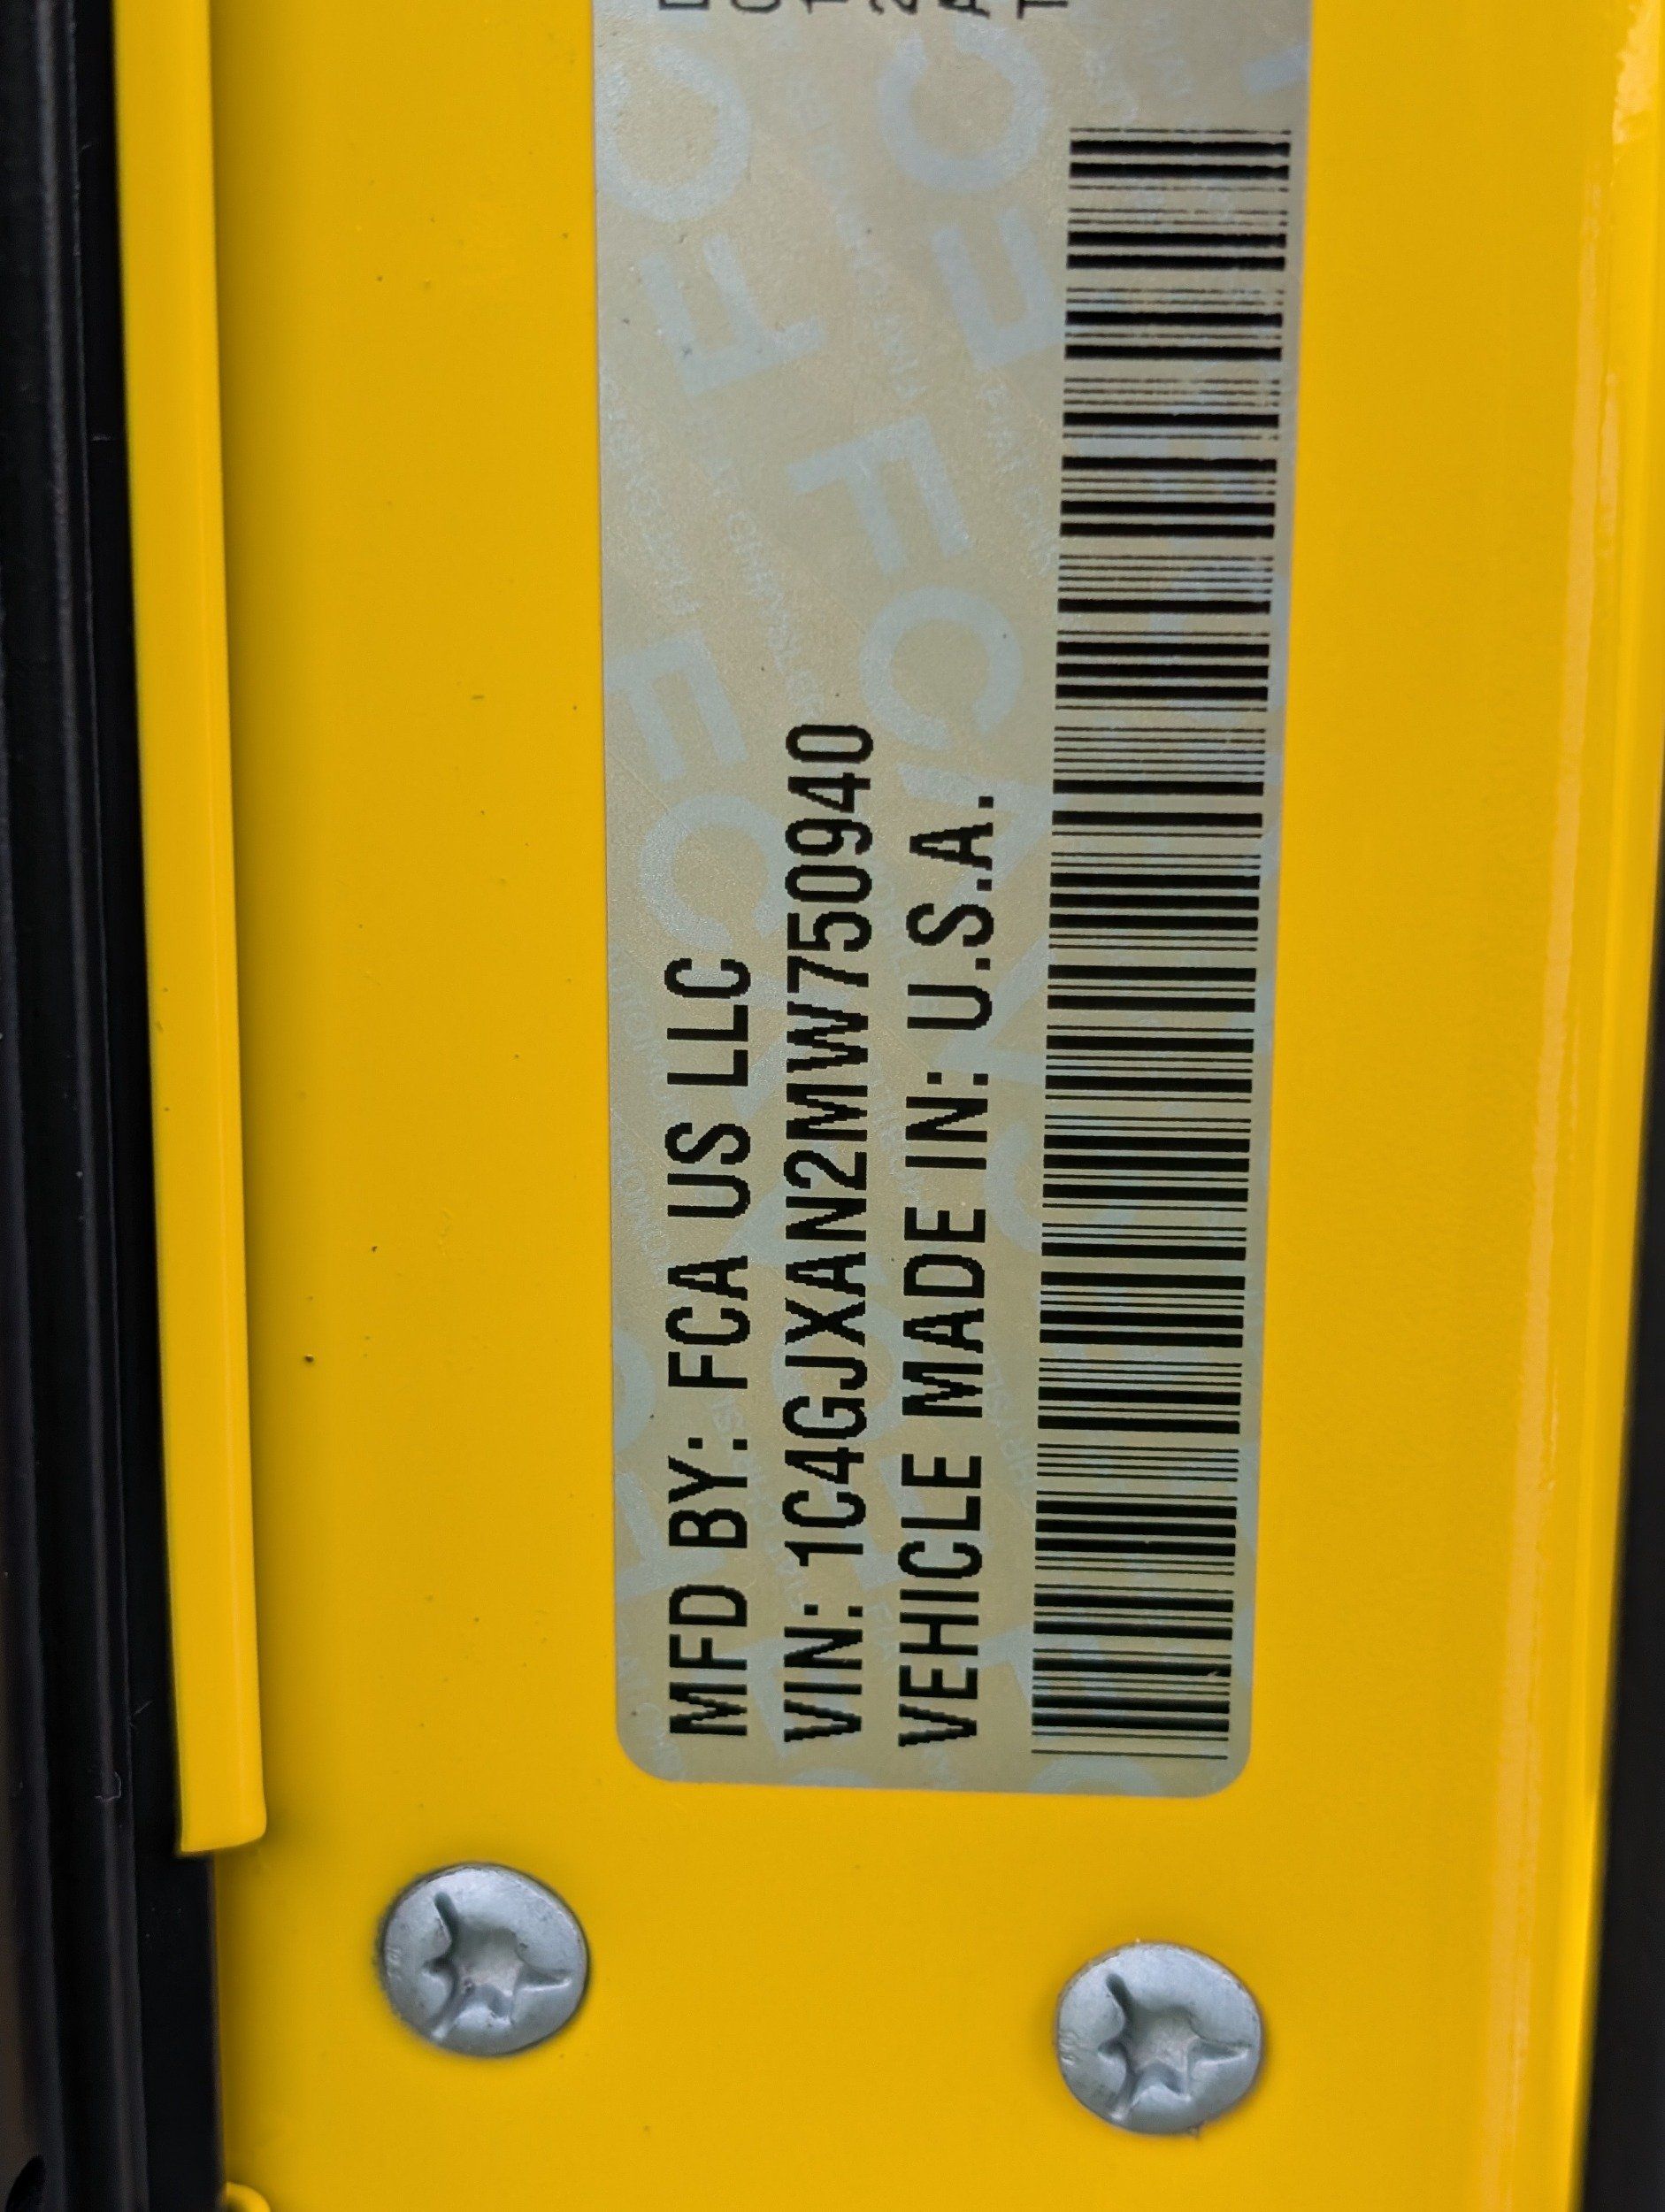 MFD BY: FCA US LLC
VIN: 1C4GJXAN2MW750940
VEHICLE MADE IN: U.S.A.